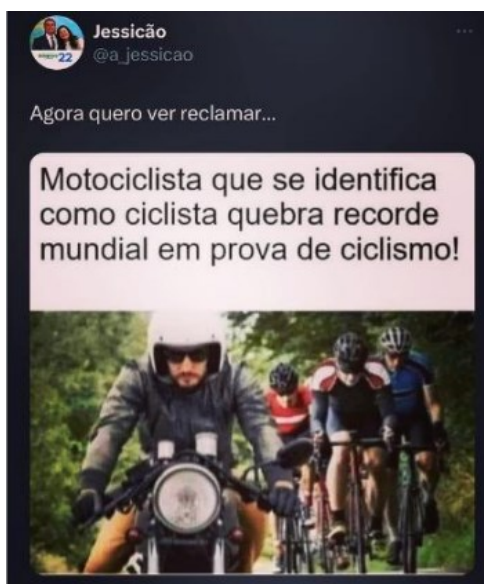 Jessicão
@a_jessicao
22
Agora quero ver reclamar...
Motociclista que se identifica
como ciclista quebra recorde
mundial em prova de ciclismo!